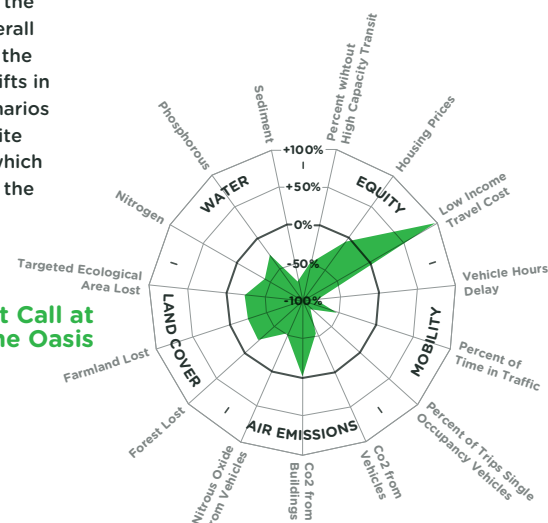 the
erall
the
ifts in
narios
ite
which
the
t Call at
ne Oasis
Percent wihtout
High Capacity Transit
Housing Prices
Low Income
Travel Cost
Vehicle Hours
Delay
Percent of
Time in Traffic
Percent of Trips Single
Occupancy Vehicles
Co2 from
Vehicles
Co2 from
Buildings
Nitrous Oxide
from Vehicles
Forest Lost
Farmland Lost
Targeted Ecological
Area Lost
Nitrogen
Phosphorous
Sediment
WATER
EQUITY
MOBILITY
AIR EMISSIONS
LAND COVER
+100%
+50%
0%
-50%
-100%